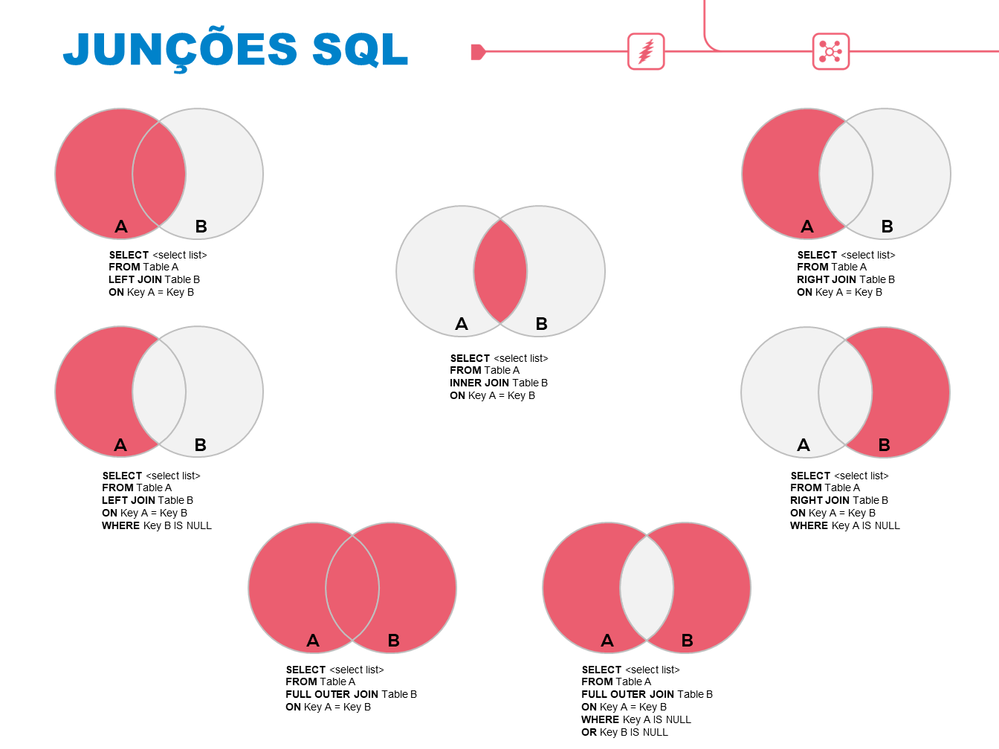 JUNÇÕES SQL
A B
SELECT <select list>
FROM Table A
LEFT JOIN Table B
ON Key A = Key B
A B
SELECT <select list>
FROM Table A
INNER JOIN Table B
ON Key A = Key B
A B
SELECT <select list>
FROM Table A
RIGHT JOIN Table B
ON Key A = Key B
A B
SELECT <select list>
FROM Table A
LEFT JOIN Table B
ON Key A = Key B
WHERE Key B IS NULL
A B
SELECT <select list>
FROM Table A
RIGHT JOIN Table B
ON Key A = Key B
WHERE Key A IS NULL
A B
SELECT <select list>
FROM Table A
FULL OUTER JOIN Table B
ON Key A = Key B
A B
SELECT <select list>
FROM Table A
FULL OUTER JOIN Table B
ON Key A = Key B
WHERE Key A IS NULL
OR Key B IS NULL